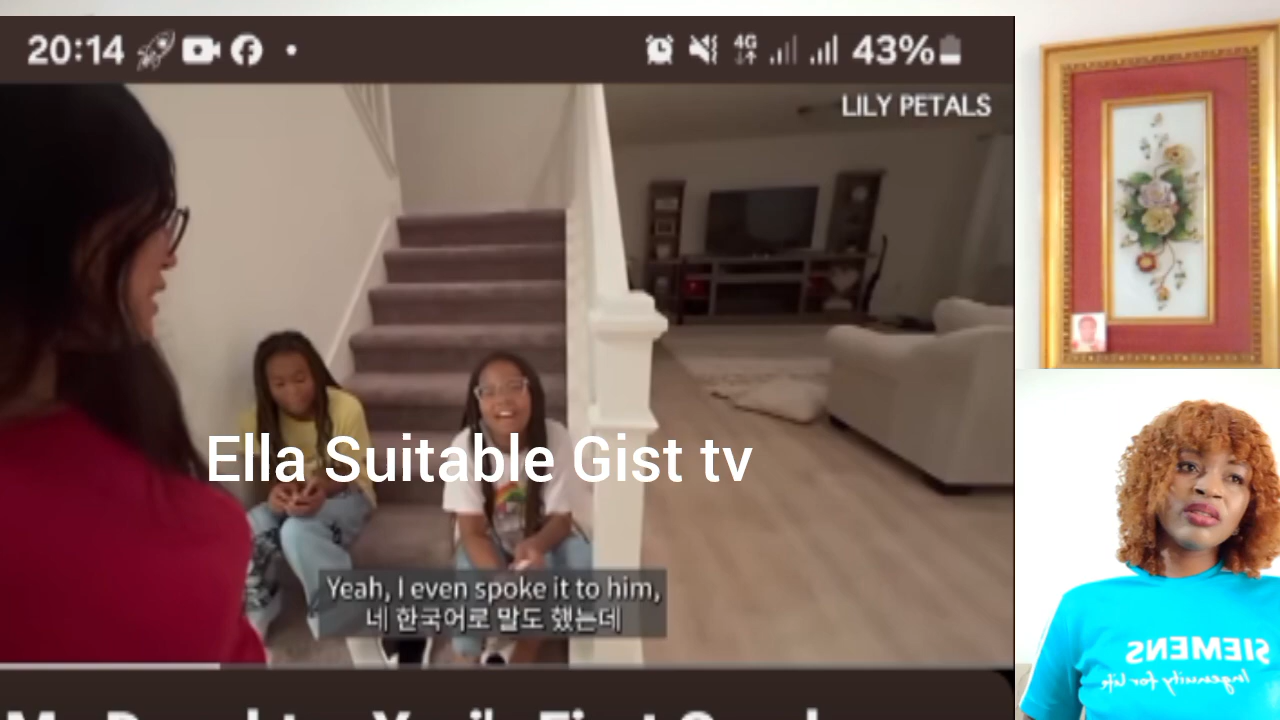 20:14
4G
43%
LILY PETALS
Ella Suitable Gist tv
Yeah, I even spoke it to him,
네 한국어로 말도 했는데
SIEMENS
Ingenuity for life